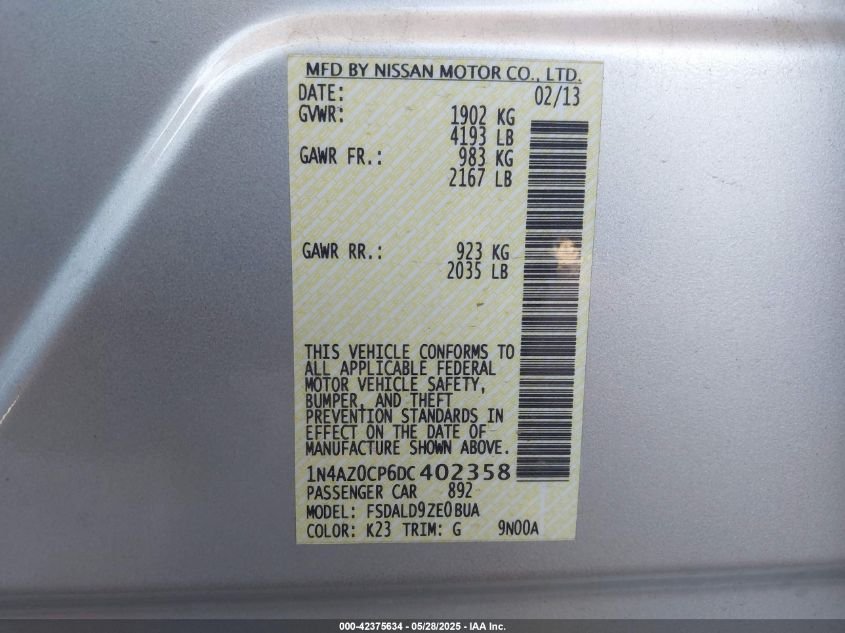 MFD BY NISSAN MOTOR CO., LTD.
DATE: 02/13
GVWR: 1902 KG
4193 LB
GAWR FR.: 983 KG
2167 LB
GAWR RR.: 923 KG
2035 LB
THIS VEHICLE CONFORMS TO
ALL APPLICABLE FEDERAL
MOTOR VEHICLE SAFETY,
BUMPER, AND THEFT
PREVENTION STANDARDS IN
EFFECT ON THE DATE OF
MANUFACTURE SHOWN ABOVE.
1N4AZ0CP6DC402358
PASSENGER CAR 892
MODEL: FSDALD9ZE0BUA
COLOR: K23 TRIM: G 9N00A
000-42375634 - 05/28/2025 - IAA Inc.